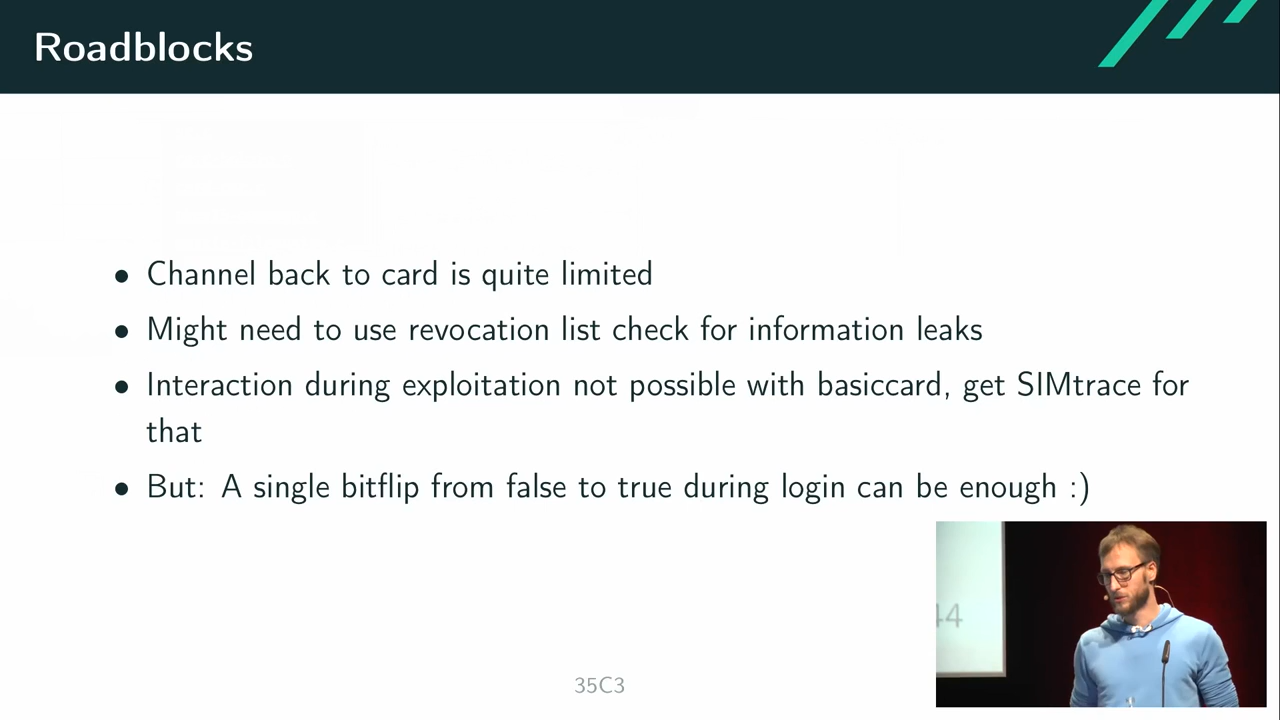 Roadblocks
• Channel back to card is quite limited
• Might need to use revocation list check for information leaks
• Interaction during exploitation not possible with basiccard, get SIMtrace for
that
• But: A single bitflip from false to true during login can be enough :)
44
35C3